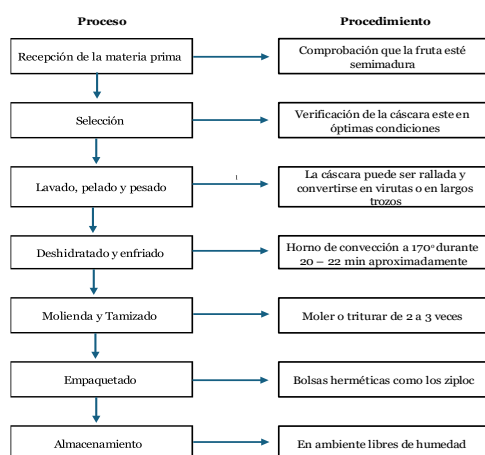 Proceso
Procedimiento
Recepción de la materia prima
Comprobación que la fruta esté
semimadura
Selección
Verificación de la cáscara este en
óptimas condiciones
Lavado, pelado y pesado
La cáscara puede ser rallada y
convertirse en virutas o en largos
trozos
Deshidratado y enfriado
Horno de convección a 170° durante
20 – 22 min aproximadamente
Molienda y Tamizado
Moler o triturar de 2 a 3 veces
Empaquetado
Bolsas herméticas como los ziploc
Almacenamiento
En ambiente libres de humedad